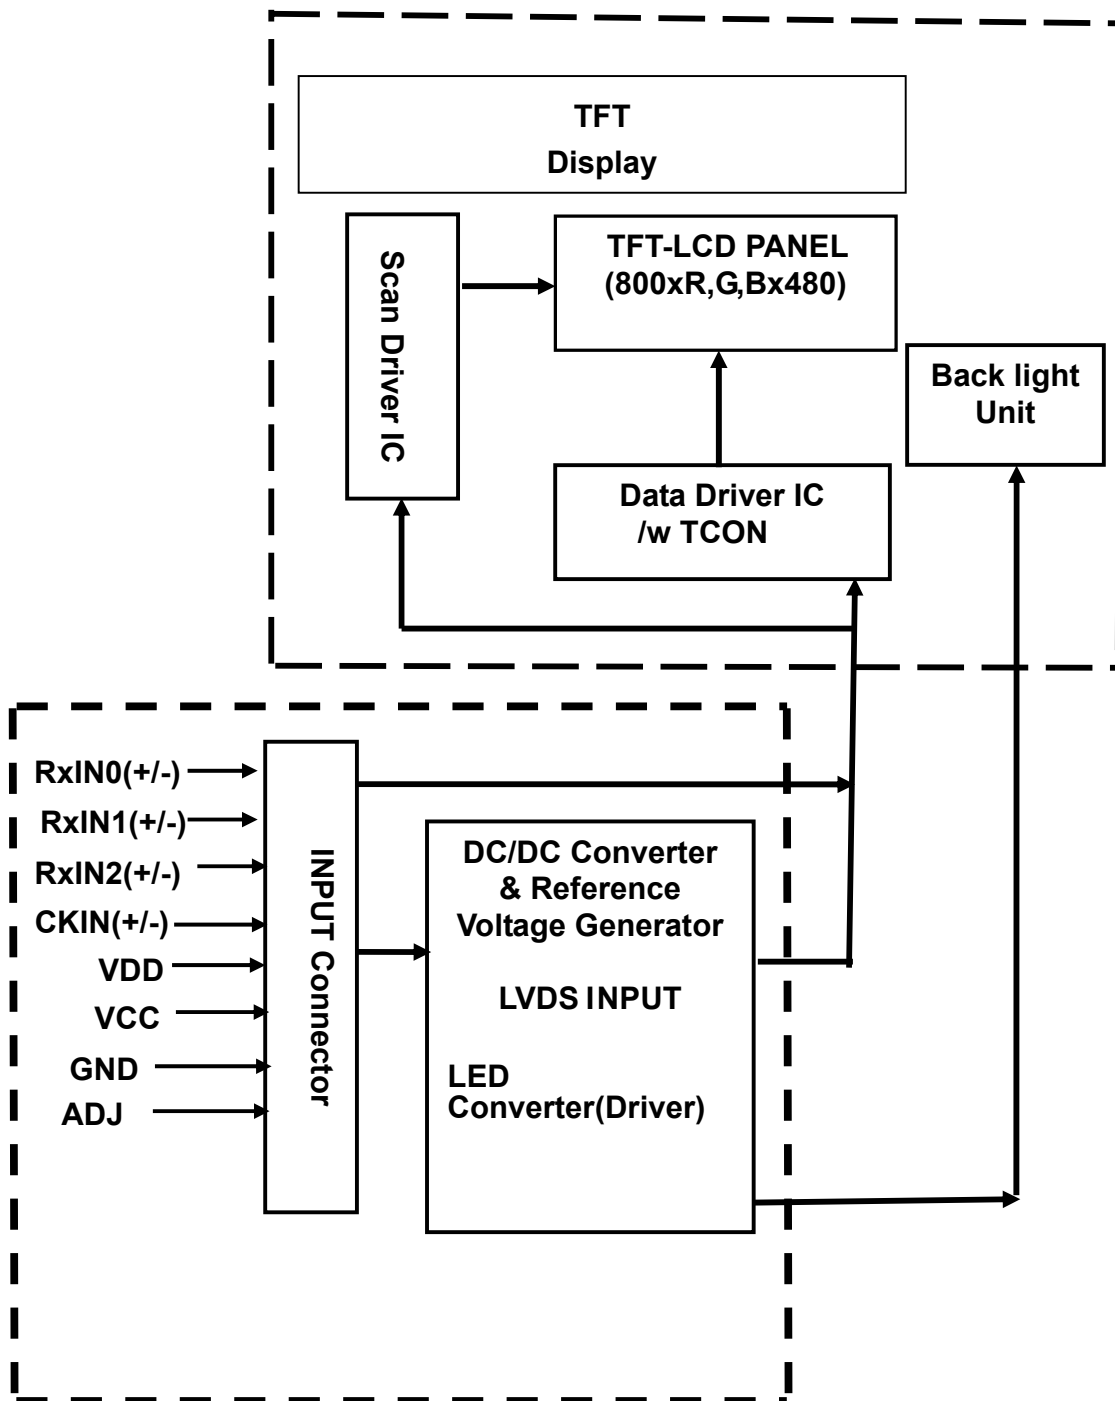 TFT
Display
Scan Driver IC
TFT-LCD PANEL
(800xR,G,Bx480)
Back light
Unit
Data Driver IC
/w TCON
RxIN0(+/-)
RxIN1(+/-)
RxIN2(+/-)
CKIN(+/-)
VDD
VCC
GND
ADJ
INPUT Connector
DC/DC Converter
& Reference
Voltage Generator
LVDS INPUT
LED
Converter(Driver)